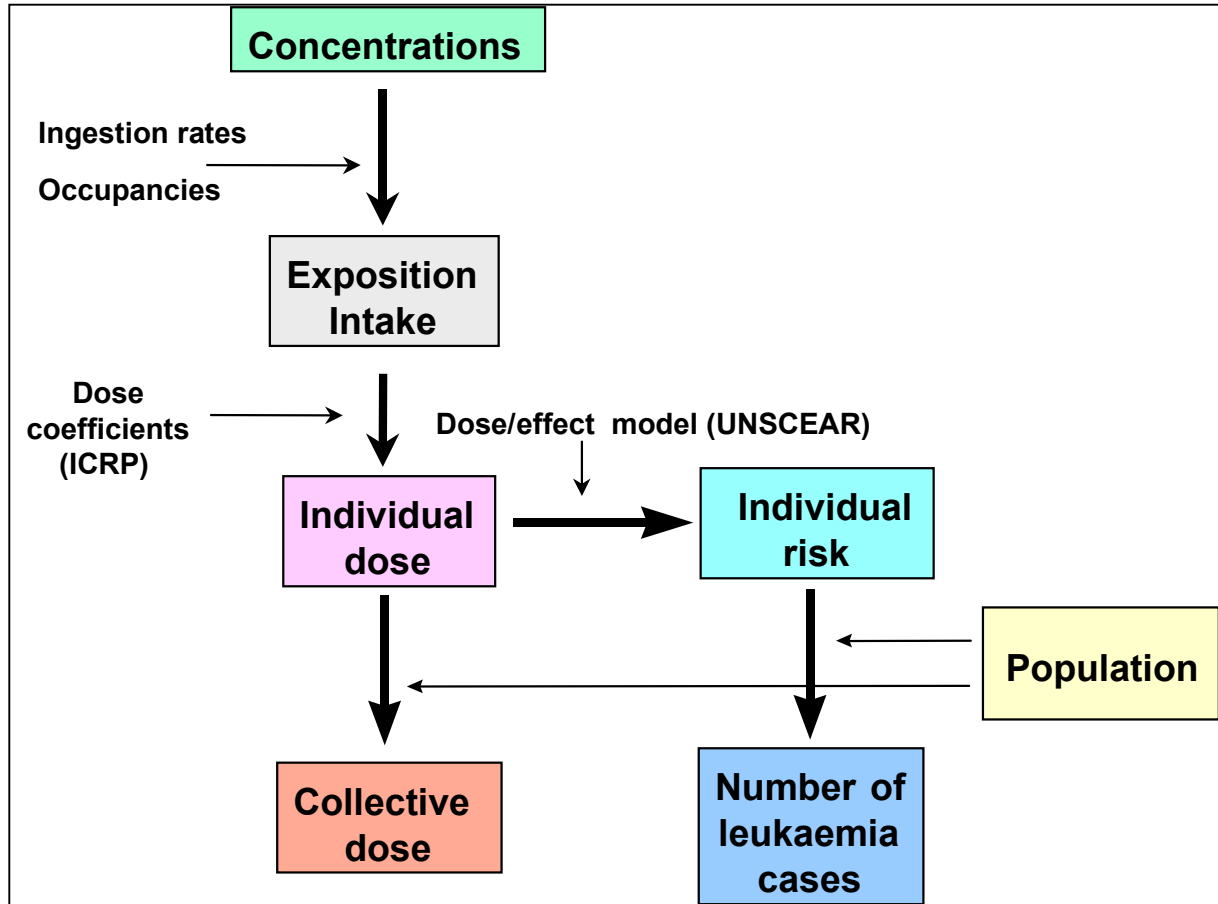 Concentrations
Ingestion rates
Occupancies
Exposition
Intake
Dose
coefficients
(ICRP)
Dose/effect model (UNSCEAR)
Individual
dose
Individual
risk
Population
Collective
dose
Number of
leukaemia
cases